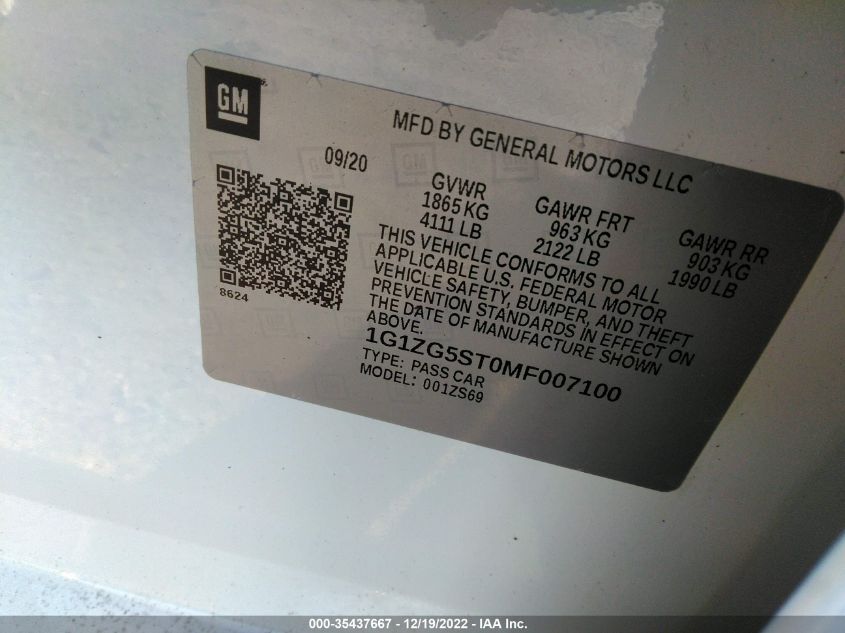 GM
MFD BY GENERAL MOTORS LLC
09/20
GVWR
1865 KG
4111 LB
GAWR FRT
963 KG
2122 LB
GAWR RR
903 KG
1990 LB
8624
THIS VEHICLE CONFORMS TO ALL
APPLICABLE U.S. FEDERAL MOTOR
VEHICLE SAFETY, BUMPER, AND THEFT
PREVENTION STANDARDS IN EFFECT ON
THE DATE OF MANUFACTURE SHOWN
ABOVE.
1G1ZG5ST0MF007100
TYPE: PASS CAR
MODEL: 001ZS69
000-35437667 - 12/19/2022 - IAA Inc.